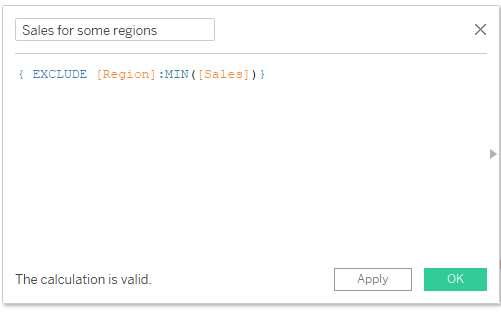 Sales for some regions
{ EXCLUDE [Region]:MIN([Sales])}
The calculation is valid.
Apply
OK